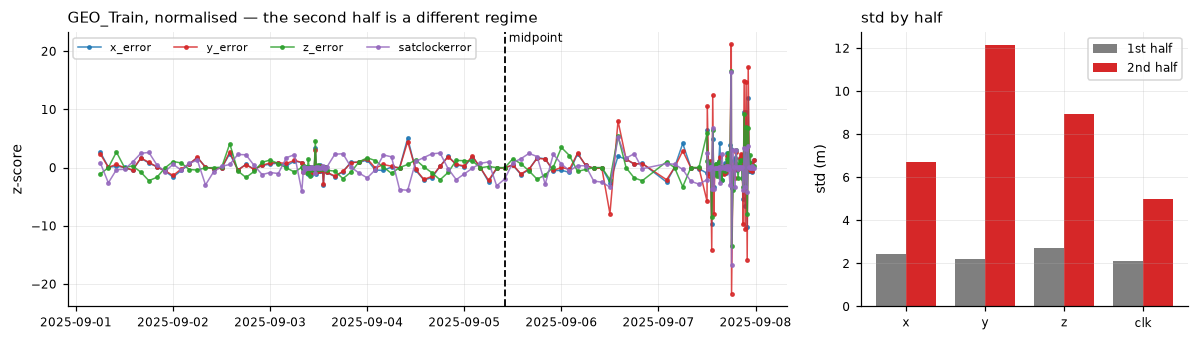 GEO_Train, normalised — the second half is a different regime
x_error y_error z_error satclockerror
midpoint
z-score
20
10
0
−10
−20
2025-09-01 2025-09-02 2025-09-03 2025-09-04 2025-09-05 2025-09-06 2025-09-07 2025-09-08
std by half
1st half
2nd half
std (m)
12
10
8
6
4
2
0
x y z clk